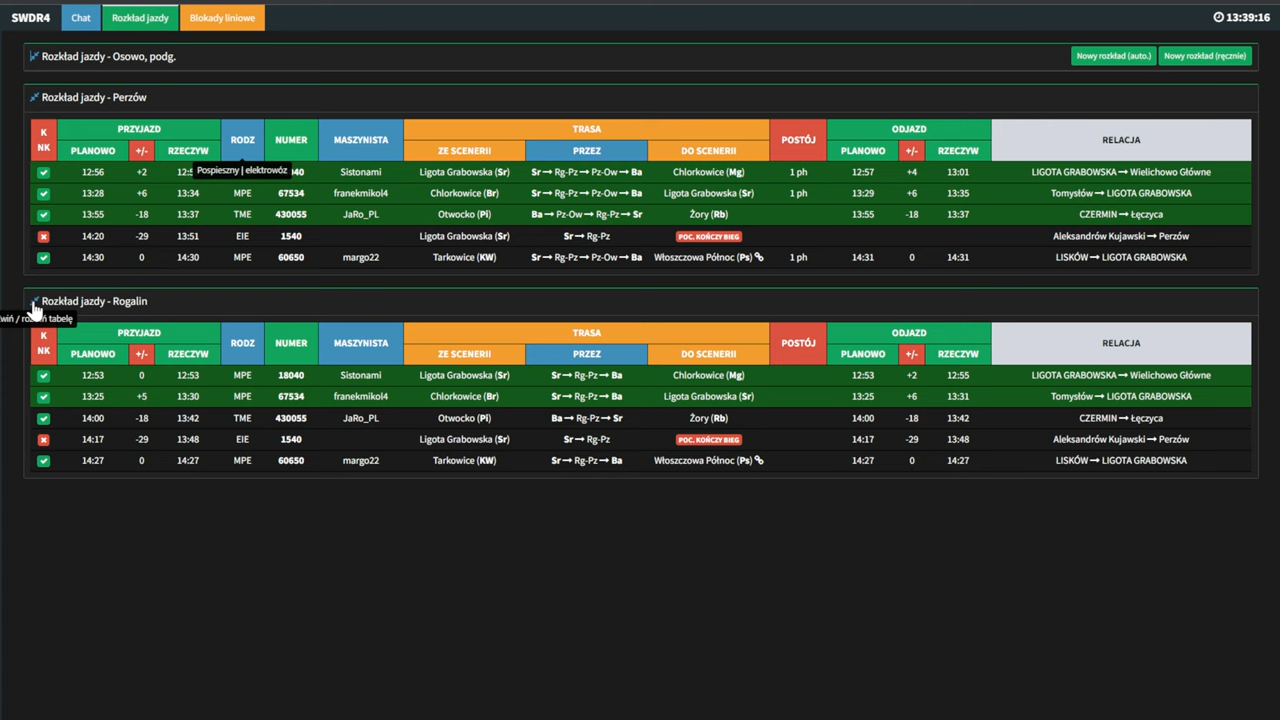 SWDR4 Chat Rozkład jazdy Blokady liniowe 13:39:16
Rozkład jazdy - Osowo, podg. Nowy rozkład (auto.) Nowy rozkład (ręcznie)
Rozkład jazdy - Perzów
K NK PRZYJAZD RODZ NUMER MASZYNISTA TRASA POSTÓJ ODJAZD RELACJA
PLANOWO +/- RZECZYW ZE SCENERII PRZEZ DO SCENERII PLANOWO +/- RZECZYW
Pospieszny | elektrowóz
12:56 +2 Sistonami Ligota Grabowska (Sr) Sr → Rg-Pz → Pz-Ow → Ba Chlorkowice (Mg) 1 ph 12:57 +4 13:01 LIGOTA GRABOWSKA → Wielichowo Główne
13:28 +6 13:34 MPE 67534 franekmikol4 Chlorkowice (Br) Sr → Rg-Pz → Pz-Ow → Ba Ligota Grabowska (Sr) 1 ph 13:29 +6 13:35 Tomysłów → LIGOTA GRABOWSKA
13:55 -18 13:37 TME 430055 JaRo_PL Otwocko (Pi) Ba → Pz-Ow → Rg-Pz → Sr Żory (Rb) 13:55 -18 13:37 CZERMIN → Łęczyca
14:20 -29 13:51 EIE 1540 Ligota Grabowska (Sr) Sr → Rg-Pz POC. KOŃCZY BIEG Aleksandrów Kujawski → Perzów
14:30 0 14:30 MPE 60650 margo22 Tarkowice (KW) Sr → Rg-Pz → Pz-Ow → Ba Włoszczowa Północ (Ps) 1 ph 14:31 0 14:31 LISKÓW → LIGOTA GRABOWSKA
Rozkład jazdy - Rogalin
K NK PRZYJAZD RODZ NUMER MASZYNISTA TRASA POSTÓJ ODJAZD RELACJA
PLANOWO +/- RZECZYW ZE SCENERII PRZEZ DO SCENERII PLANOWO +/- RZECZYW
12:53 0 12:53 MPE 18040 Sistonami Ligota Grabowska (Sr) Sr → Rg-Pz → Ba Chlorkowice (Mg) 12:53 +2 12:55 LIGOTA GRABOWSKA → Wielichowo Główne
13:25 +5 13:30 MPE 67534 franekmikol4 Chlorkowice (Br) Sr → Rg-Pz → Ba Ligota Grabowska (Sr) 13:25 +6 13:31 Tomysłów → LIGOTA GRABOWSKA
14:00 -18 13:42 TME 430055 JaRo_PL Otwocko (Pi) Ba → Rg-Pz → Sr Żory (Rb) 14:00 -18 13:42 CZERMIN → Łęczyca
14:17 -29 13:48 EIE 1540 Ligota Grabowska (Sr) Sr → Rg-Pz POC. KOŃCZY BIEG 14:17 -29 13:48 Aleksandrów Kujawski → Perzów
14:27 0 14:27 MPE 60650 margo22 Tarkowice (KW) Sr → Rg-Pz → Ba Włoszczowa Północ (Ps) 14:27 0 14:27 LISKÓW → LIGOTA GRABOWSKA